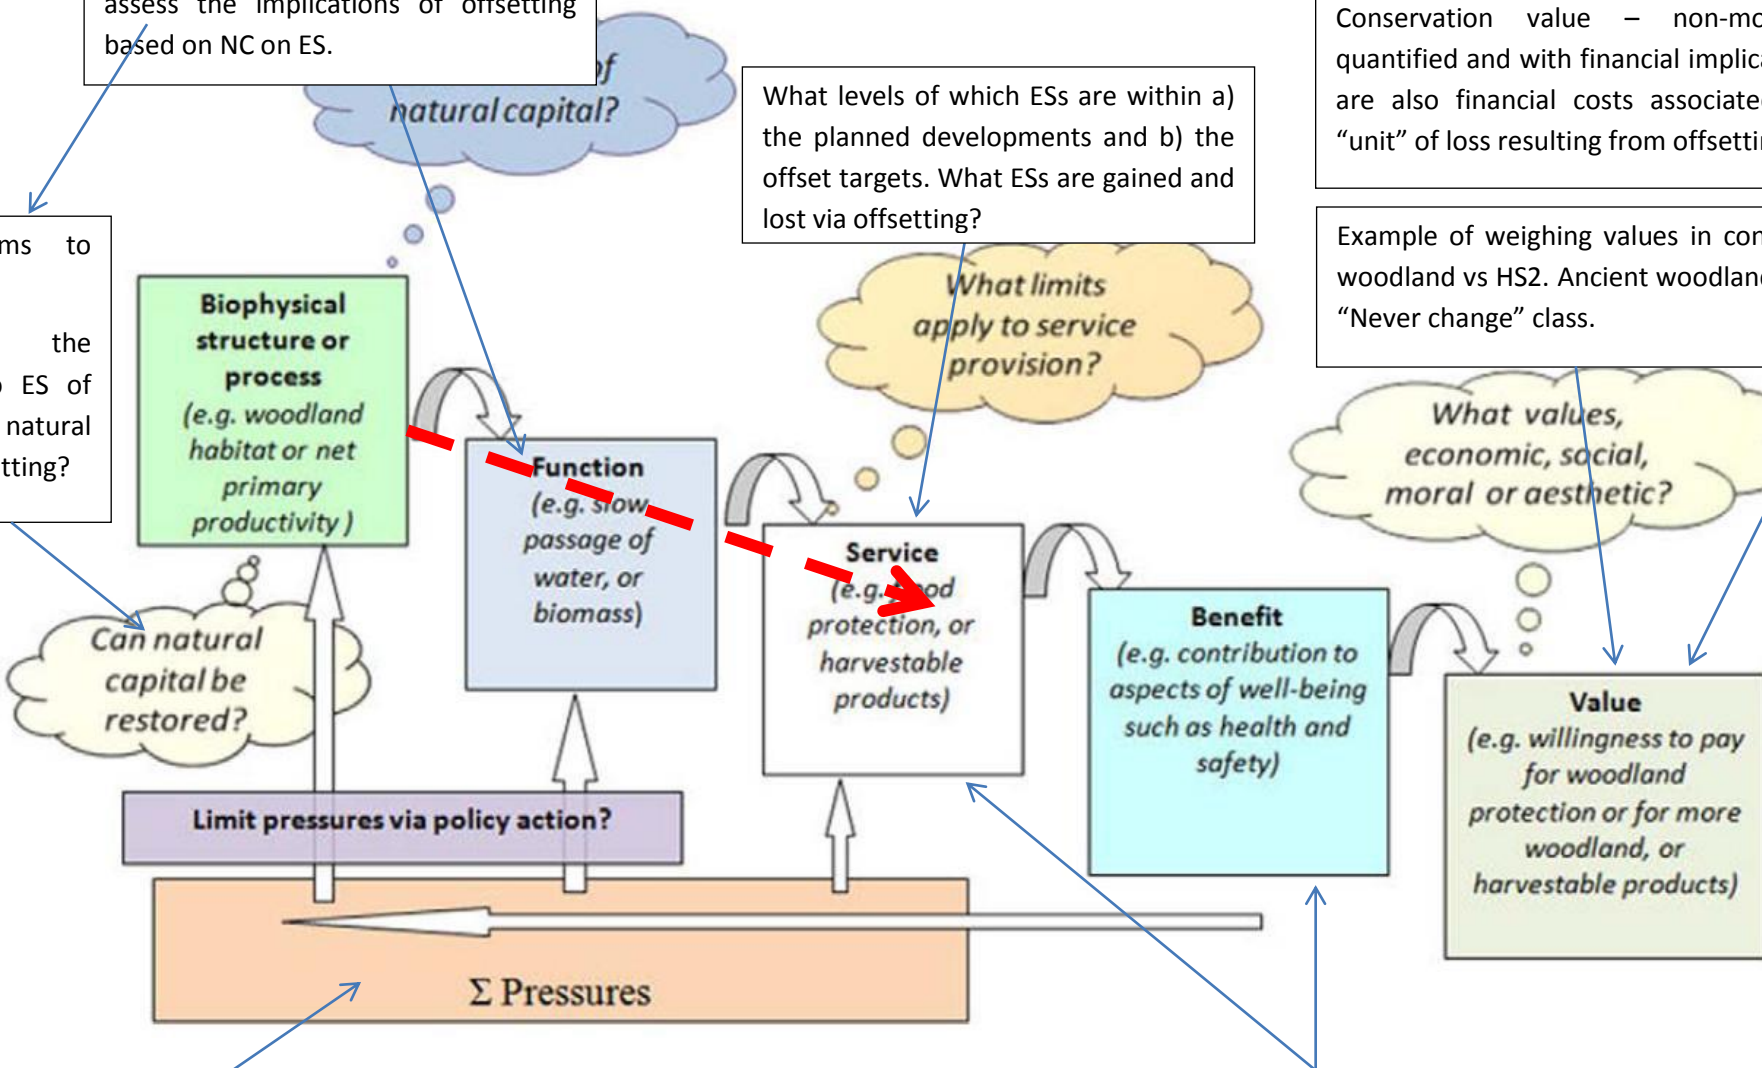 assess the implications of offsetting
based on NC on ES.
of
natural capital?
What levels of which ESs are within a)
the planned developments and b) the
offset targets. What ESs are gained and
lost via offsetting?
Conservation value – non-mo
quantified and with financial implica
are also financial costs associate
“unit” of loss resulting from offsettin
Example of weighing values in con
woodland vs HS2. Ancient woodland
“Never change” class.
ms to
the
ES of
natural
tting?
Biophysical
structure or
process
(e.g. woodland
habitat or net
primary
productivity )
What limits
apply to service
provision?
What values,
economic, social,
moral or aesthetic?
Function
(e.g. slow
passage of
water, or
biomass)
Service
(e.g. flood
protection, or
harvestable
products)
Benefit
(e.g. contribution to
aspects of well-being
such as health and
safety)
Value
(e.g. willingness to pay
for woodland
protection or for more
woodland, or
harvestable products)
Can natural
capital be
restored?
Limit pressures via policy action?
Σ Pressures